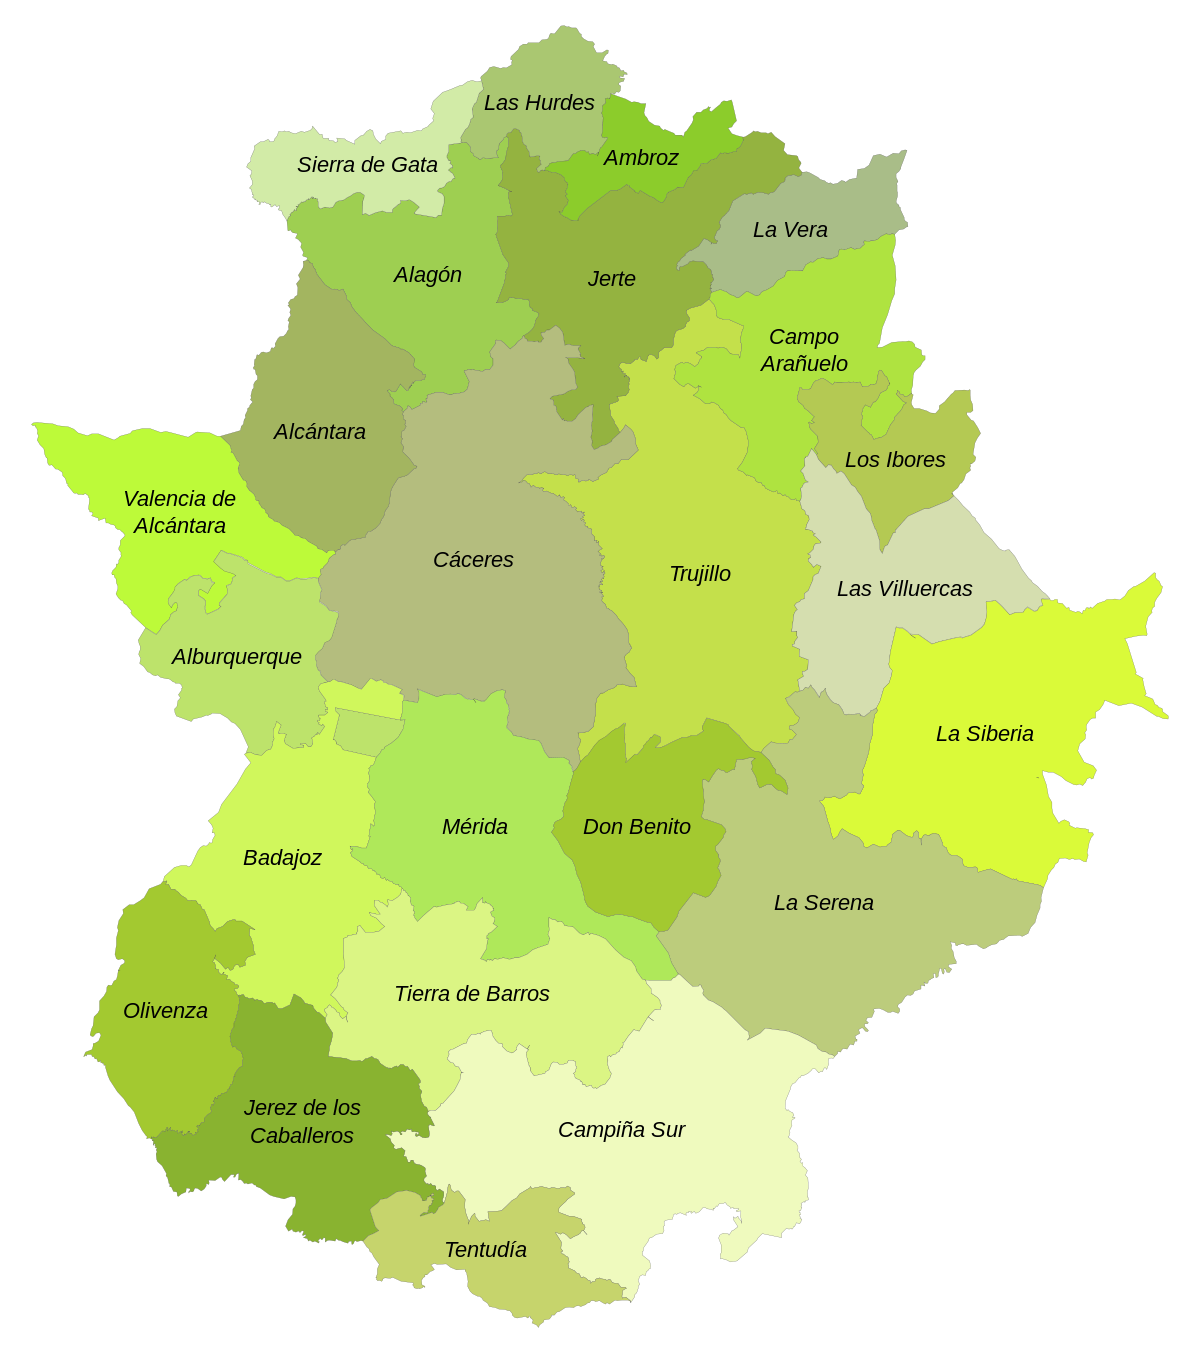 Las Hurdes
Sierra de Gata
Ambroz
La Vera
Alagón
Jerte
Campo
Arañuelo
Alcántara
Los Ibores
Valencia de
Alcántara
Cáceres
Trujillo
Las Villuercas
Alburquerque
La Siberia
Mérida
Don Benito
Badajoz
La Serena
Tierra de Barros
Olivenza
Jerez de los
Caballeros
Campiña Sur
Tentudía